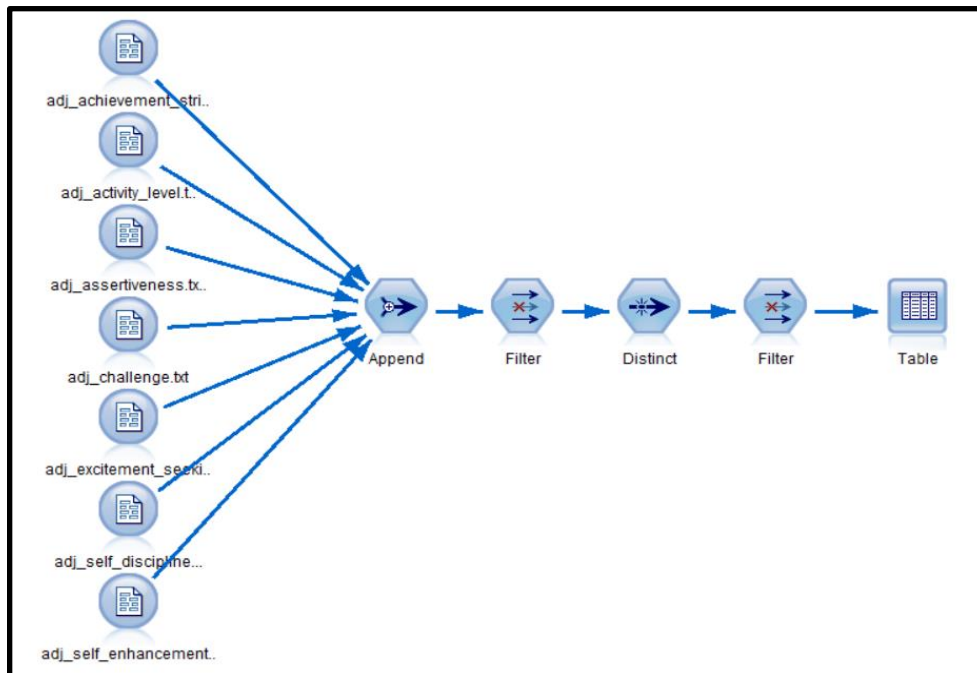 adj_achievement_stri..
adj_activity_level.t..
adj_assertiveness.tx..
adj_challenge.txt
adj_excitement_seeki..
adj_self_discipline...
adj_self_enhancement..
Append
Filter
Distinct
Filter
Table